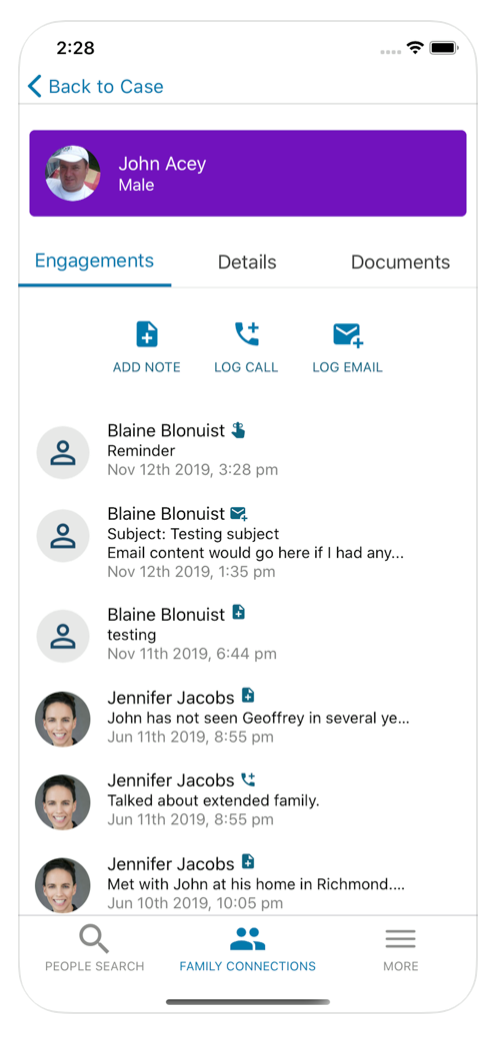 2:28
Back to Case
John Acey
Male
Engagements
Details
Documents
ADD NOTE
LOG CALL
LOG EMAIL
Blaine Blonuist
Reminder
Nov 12th 2019, 3:28 pm
Blaine Blonuist
Subject: Testing subject
Email content would go here if I had any...
Nov 12th 2019, 1:35 pm
Blaine Blonuist
testing
Nov 11th 2019, 6:44 pm
Jennifer Jacobs
John has not seen Geoffrey in several ye...
Jun 11th 2019, 8:55 pm
Jennifer Jacobs
Talked about extended family.
Jun 11th 2019, 8:55 pm
Jennifer Jacobs
Met with John at his home in Richmond....
Jun 10th 2019, 10:05 pm
PEOPLE SEARCH
FAMILY CONNECTIONS
MORE